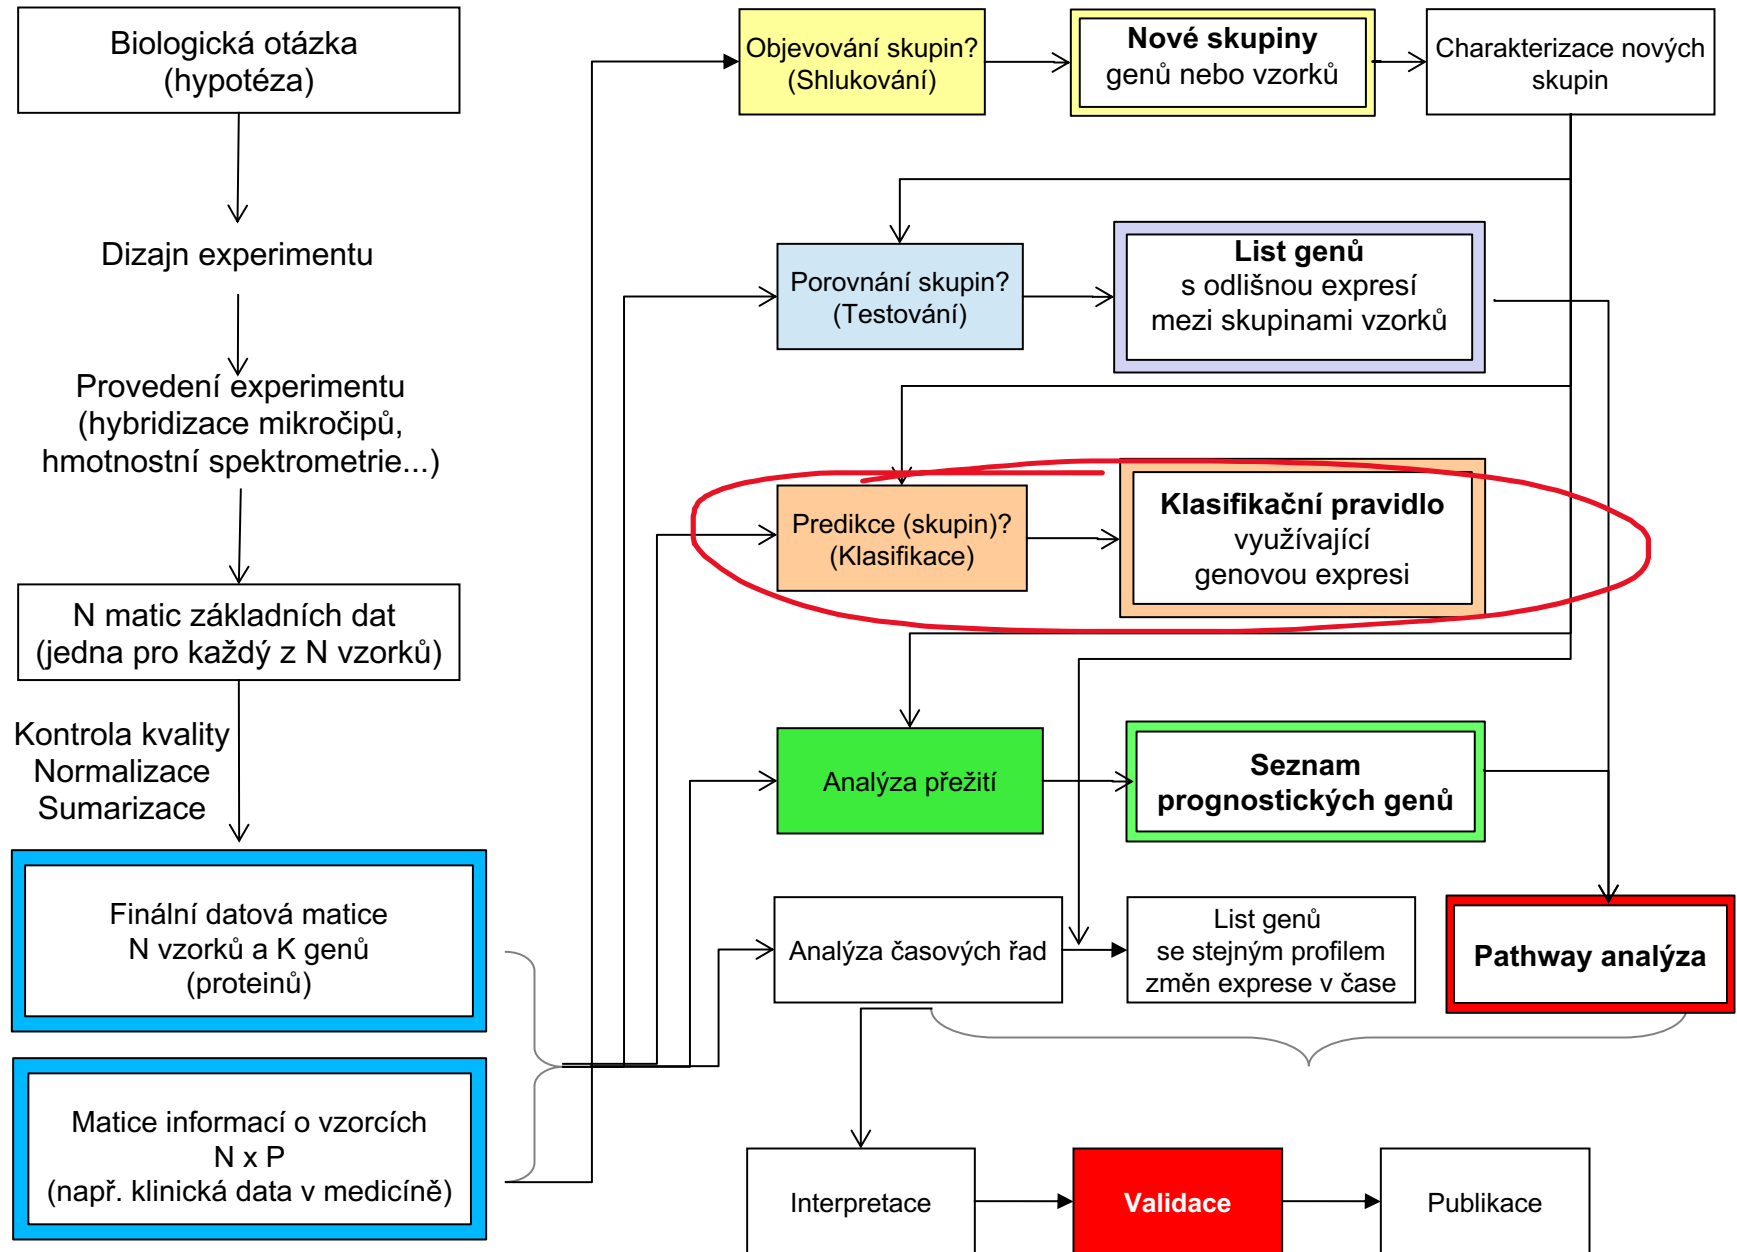 Biologická otázka
(hypotéza)
Dizajn experimentu
Provedení experimentu
(hybridizace mikročipů,
hmotnostní spektrometrie...)
N matic základních dat
(jedna pro každý z N vzorků)
Kontrola kvality
Normalizace
Sumarizace
Finální datová matice
N vzorků a K genů
(proteinů)
Matice informací o vzorcích
N x P
(např. klinická data v medicíně)
Objevování skupin?
(Shlukování)
Nové skupiny
genů nebo vzorků
Charakterizace nových
skupin
Porovnání skupin?
(Testování)
List genů
s odlišnou expresí
mezi skupinami vzorků
Predikce (skupin)?
(Klasifikace)
Klasifikační pravidlo
využívající
genovou expresi
Analýza přežití
Seznam
prognostických genů
Analýza časových řad
List genů
se stejným profilem
změn exprese v čase
Pathway analýza
Interpretace
Validace
Publikace